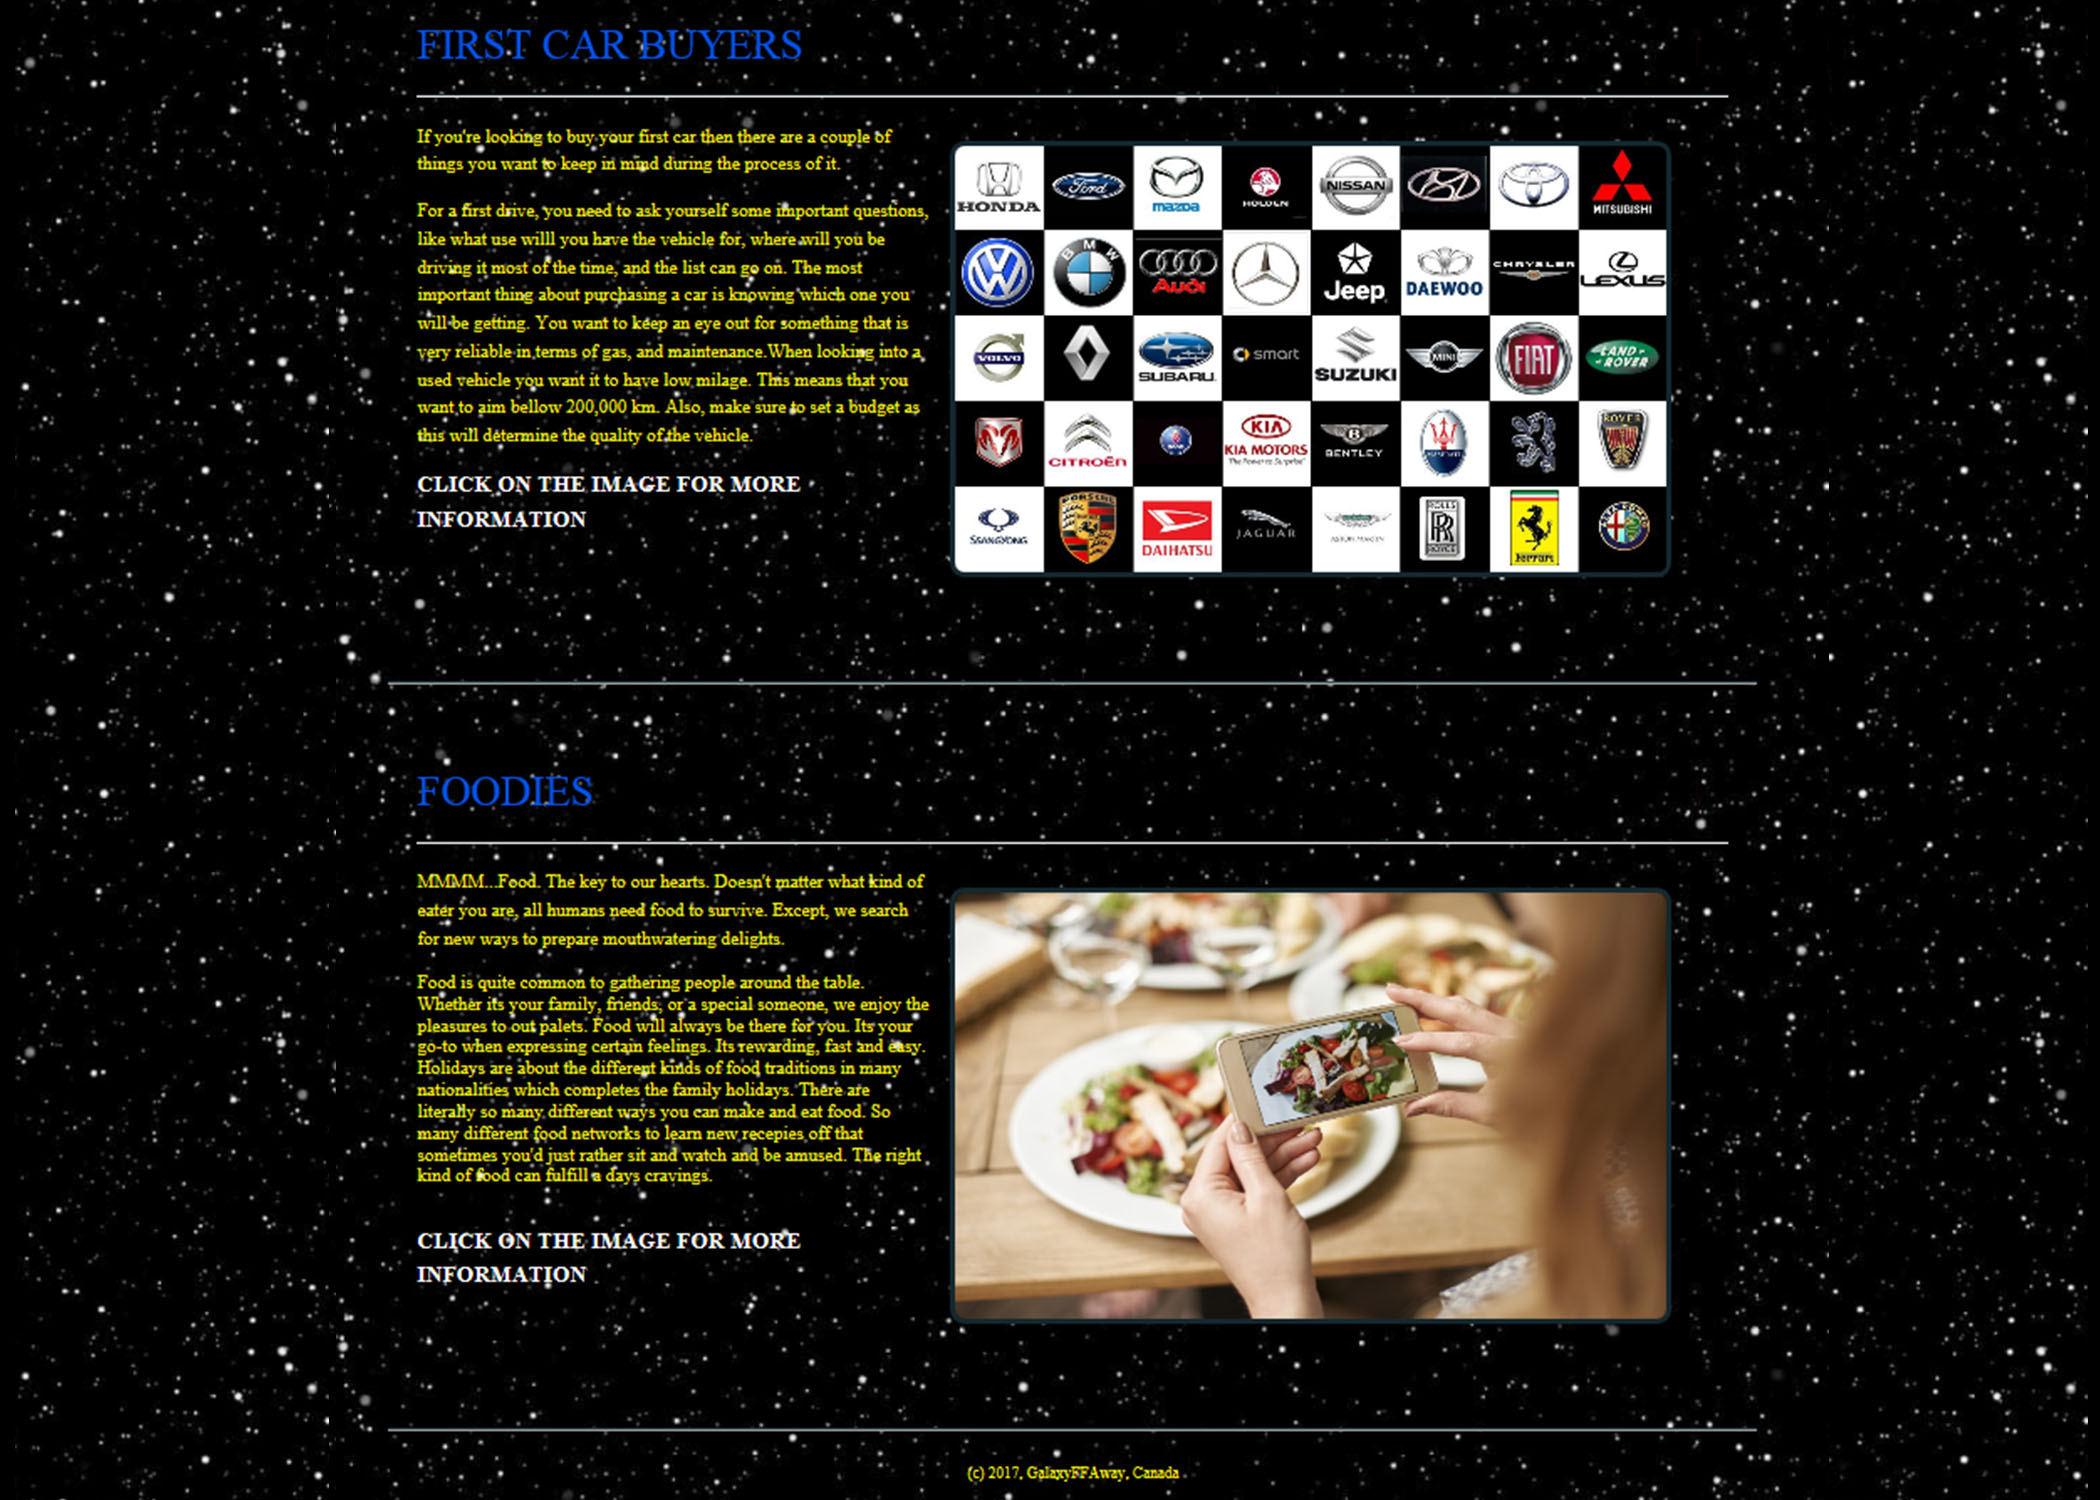 FIRST CAR BUYERS
If you're looking to buy your first car then there are a couple of
things you want to keep in mind during the process of it.
For a first drive, you need to ask yourself some important questions,
like what use willl you have the vehicle for, where will you be
driving it most of the time, and the list can go on. The most
important thing about purchasing a car is knowing which one you
will be getting. You want to keep an eye out for something that is
very reliable in terms of gas, and maintenance.When looking into a
used vehicle you want it to have low milage. This means that you
want to aim bellow 200,000 km. Also, make sure to set a budget as
this will determine the quality of the vehicle.
CLICK ON THE IMAGE FOR MORE
INFORMATION
HONDA Ford mazda HOLDEN NISSAN MITSUBISHI
BMW Audi Jeep DAEWOO CHRYSLER LEXUS
VOLVO SUBARU smart SUZUKI MINI FIAT LAND ROVER
CITROËN KIA KIA MOTORS The Power to Surprise BENTLEY MASERATI ROVER
SSANGYONG PORSCHE DAIHATSU JAGUAR ASTON MARTIN ROLLS RR ROYCE Ferrari ALFA ROMEO
FOODIES
MMMM...Food. The key to our hearts. Doesn't matter what kind of
eater you are, all humans need food to survive. Except, we search
for new ways to prepare mouthwatering delights.
Food is quite common to gathering people around the table.
Whether its your family, friends, or a special someone, we enjoy the
pleasures to out palets. Food will always be there for you. Its your
go-to when expressing certain feelings. Its rewarding, fast and easy.
Holidays are about the different kinds of food traditions in many
nationalities which completes the family holidays. There are
literally so many different ways you can make and eat food. So
many different food networks to learn new recepies off that
sometimes you'd just rather sit and watch and be amused. The right
kind of food can fulfill a days cravings.
CLICK ON THE IMAGE FOR MORE
INFORMATION
(c) 2017, GalaxyFFAway, Canada